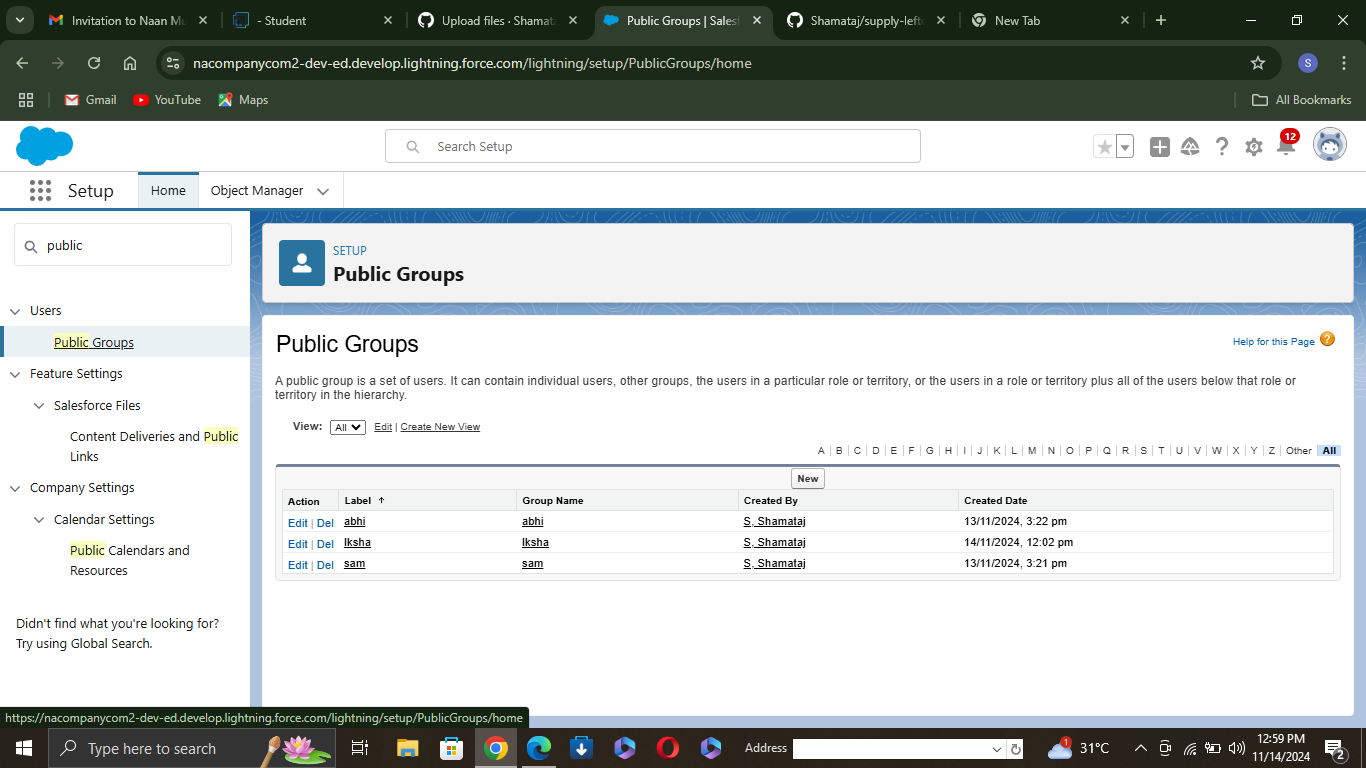 Invitation to Naan Mu
- Student
Upload files · Shamata
Public Groups | Salesf
Shamataj/supply-left
New Tab
nacompanycom2-dev-ed.develop.lightning.force.com/lightning/setup/PublicGroups/home
S
Gmail
YouTube
Maps
All Bookmarks
Search Setup
12
Setup
Home
Object Manager
public
Users
Public Groups
Feature Settings
Salesforce Files
Content Deliveries and Public
Links
Company Settings
Calendar Settings
Public Calendars and
Resources
Didn't find what you're looking for?
Try using Global Search.
SETUP
Public Groups
Public Groups
Help for this Page
A public group is a set of users. It can contain individual users, other groups, the users in a particular role or territory, or the users in a role or territory plus all of the users below that role or
territory in the hierarchy.
View: All Edit | Create New View
A | B | C | D | E | F | G | H | I | J | K | L | M | N | O | P | Q | R | S | T | U | V | W | X | Y | Z | Other All
New
Action Label Group Name Created By Created Date
Edit | Del abhi abhi S, Shamataj 13/11/2024, 3:22 pm
Edit | Del lksha lksha S, Shamataj 14/11/2024, 12:02 pm
Edit | Del sam sam S, Shamataj 13/11/2024, 3:21 pm
https://nacompanycom2-dev-ed.develop.lightning.force.com/lightning/setup/PublicGroups/home
Type here to search
Address
1
31°C
12:59 PM
11/14/2024
2